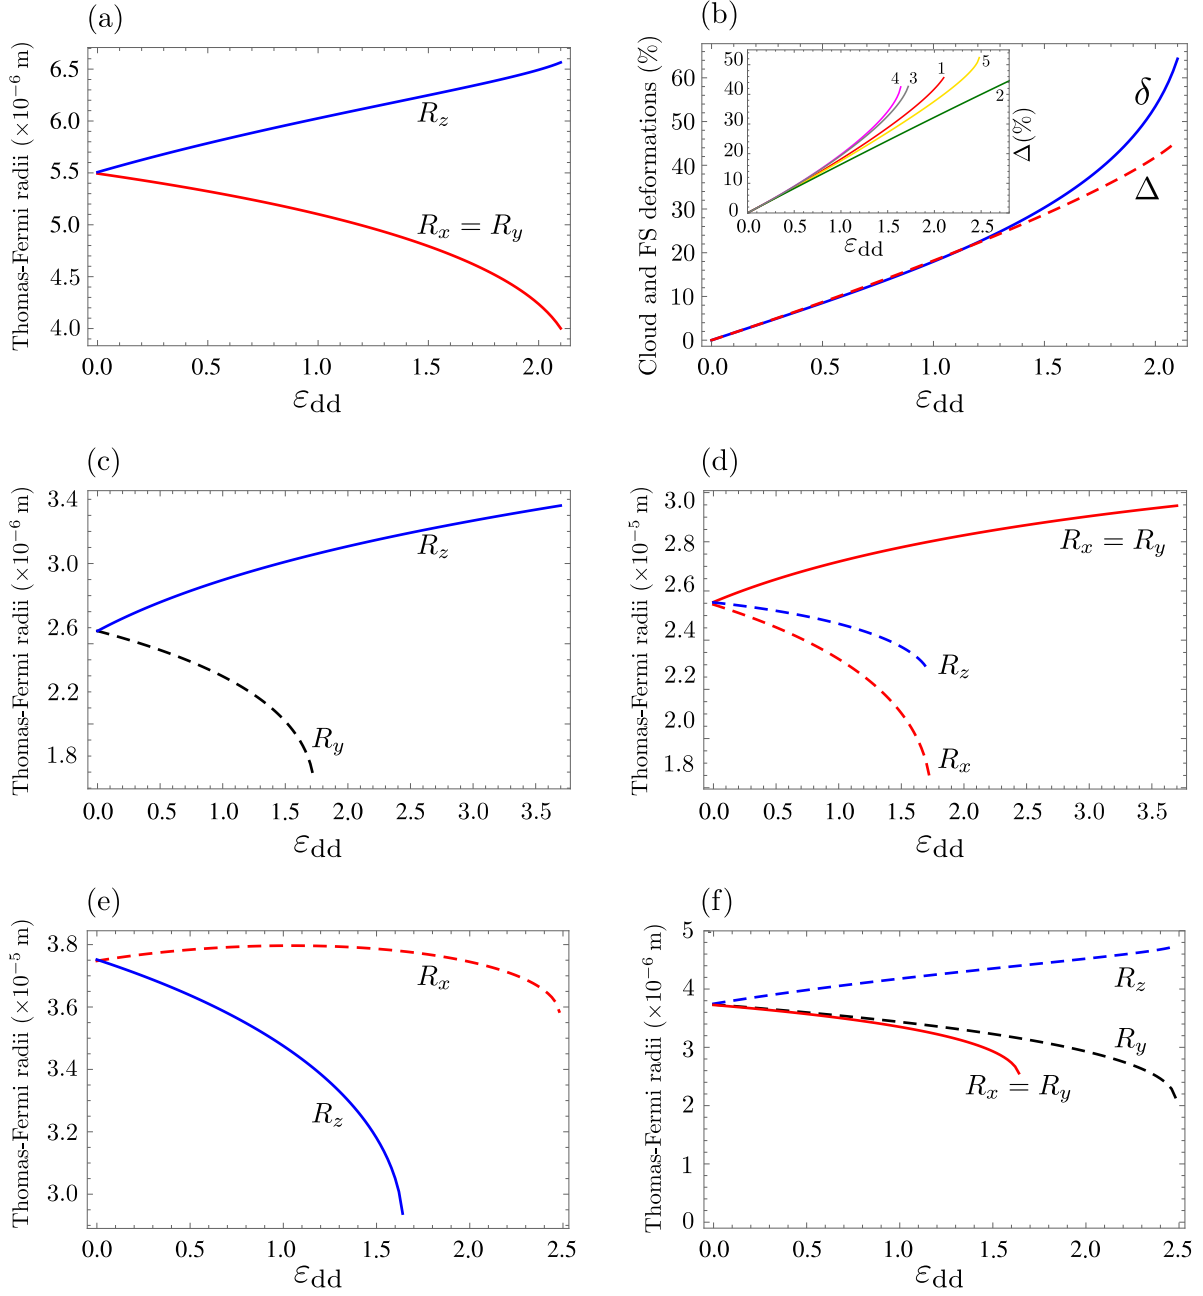 (a)
Thomas-Fermi radii (×10⁻⁶ m)
6.5
6.0
5.5
5.0
4.5
4.0
R_z
R_x = R_y
0.0 0.5 1.0 1.5 2.0
ε_dd
(b)
Cloud and FS deformations (%)
60
50
40
30
20
10
0
δ
Δ
0.0 0.5 1.0 1.5 2.0
ε_dd
50
40
30
20
10
0
4 3 1 5
2
Δ(%)
0.0 0.5 1.0 1.5 2.0 2.5
ε_dd
(c)
Thomas-Fermi radii (×10⁻⁶ m)
3.4
3.0
2.6
2.2
1.8
R_z
R_y
0.0 0.5 1.0 1.5 2.0 2.5 3.0 3.5
ε_dd
(d)
Thomas-Fermi radii (×10⁻⁵ m)
3.0
2.8
2.6
2.4
2.2
2.0
1.8
R_x = R_y
R_z
R_x
0.0 0.5 1.0 1.5 2.0 2.5 3.0 3.5
ε_dd
(e)
Thomas-Fermi radii (×10⁻⁵ m)
3.8
3.6
3.4
3.2
3.0
R_x
R_z
0.0 0.5 1.0 1.5 2.0 2.5
ε_dd
(f)
Thomas-Fermi radii (×10⁻⁶ m)
5
4
3
2
1
0
R_z
R_y
R_x = R_y
0.0 0.5 1.0 1.5 2.0 2.5
ε_dd